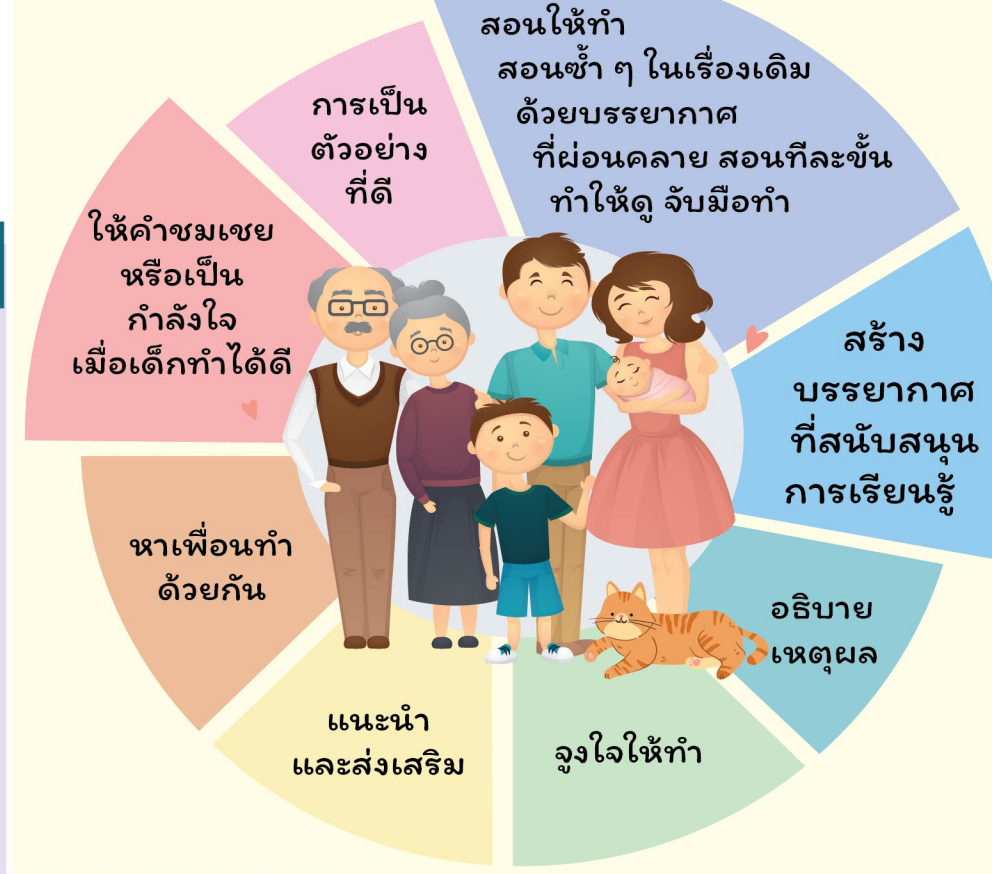 สอนให้ทำ
สอนซ้ำ ๆ ในเรื่องเดิม
ด้วยบรรยากาศ
ที่ผ่อนคลาย สอนทีละขั้น
ทำให้ดู จับมือทำ
สร้าง
บรรยากาศ
ที่สนับสนุน
การเรียนรู้
อธิบาย
เหตุผล
จูงใจให้ทำ
แนะนำ
และส่งเสริม
หาเพื่อนทำ
ด้วยกัน
ให้คำชมเชย
หรือเป็น
กำลังใจ
เมื่อเด็กทำได้ดี
การเป็น
ตัวอย่าง
ที่ดี